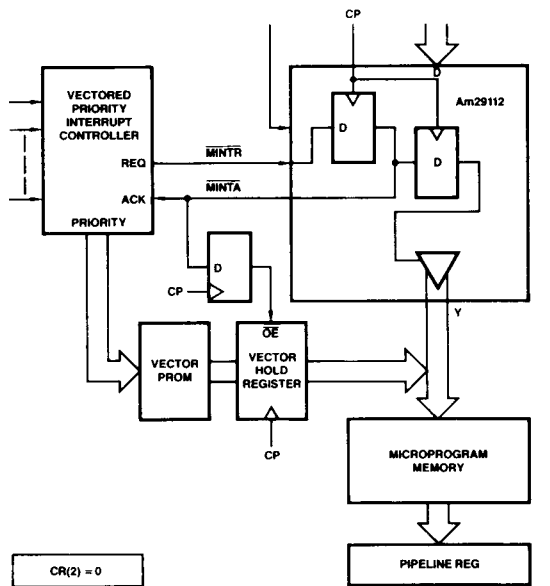 CP
D
Am29112
VECTORED
PRIORITY
INTERRUPT
CONTROLLER
D
D
REQ
MINTR
ACK
MINTA
PRIORITY
D
CP
Y
OE
VECTOR
PROM
VECTOR
HOLD
REGISTER
CP
MICROPROGRAM
MEMORY
CR(2) = 0
PIPELINE REG